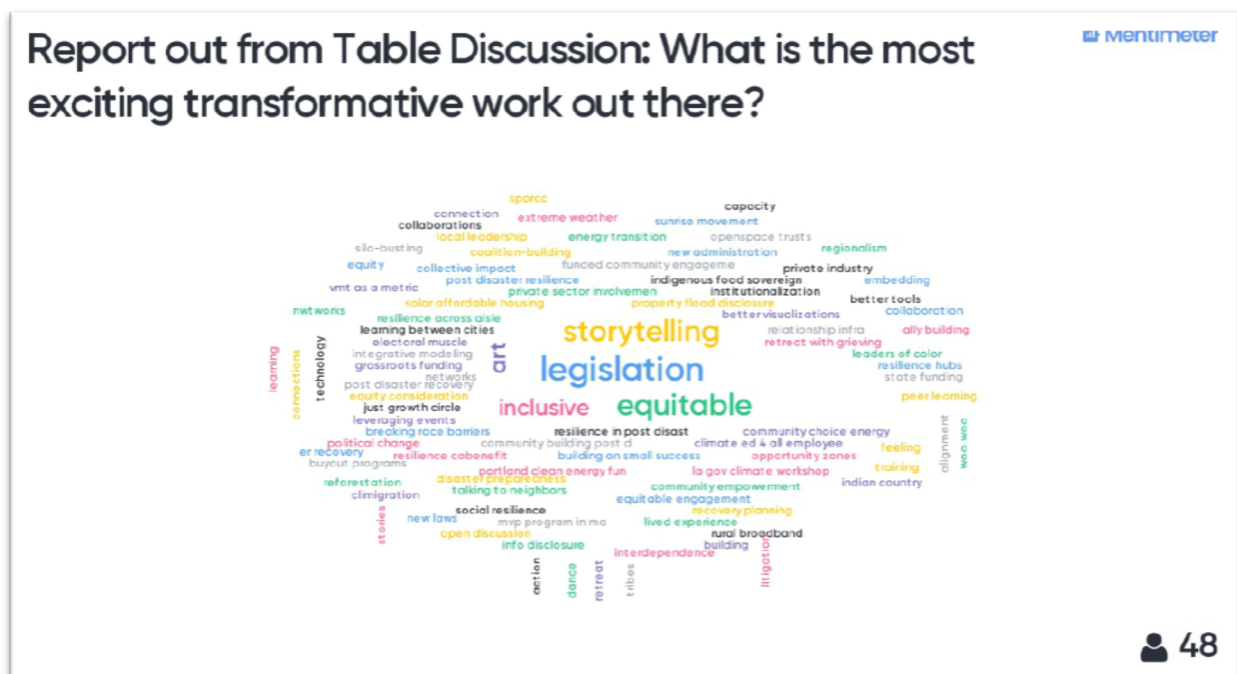 Report out from Table Discussion: What is the most
exciting transformative work out there?
Mentimeter
sparcc
capacity
connection
extreme weather
sunrise movement
collaborations
local leadership
energy transition
openspace trusts
silo-busting
coalition-building
new administration
regionalism
equity
collective impact
funded community engageme
private industry
post disaster resilience
indigenous food sovereign
embedding
vmt as a metric
private sector involvemen
institutionalization
solar affordable housing
property flood disclosure
better tools
nwtworks
resilience across aisle
better visualizations
collaboration
learning between cities
storytelling
relationship infra
ally building
electoral muscle
retreat with grieving
art
integrative modeling
leaders of color
grassroots funding
legislation
resilience hubs
networks
state funding
learning
connections
technology
post disaster recovery
equity consideration
peer learning
just growth circle
inclusive
equitable
leveraging events
breaking race barriers
resilience in post disast
community choice energy
political change
community building post d
climate ed 4 all employee
feeling
alignment
woo woo
er recovery
resilience cobenefit
building on small success
opportunity zones
buyout programs
portland clean energy fun
la gov climate workshop
training
reforestation
disaster preparedness
community empowerment
indian country
climigration
talking to neighbors
equitable engagement
stories
social resilience
recovery planning
new laws
mvp program in ma
lived experience
open discussion
rural broadband
info disclosure
building
interdependence
litigation
action
dance
retreat
tribes
48